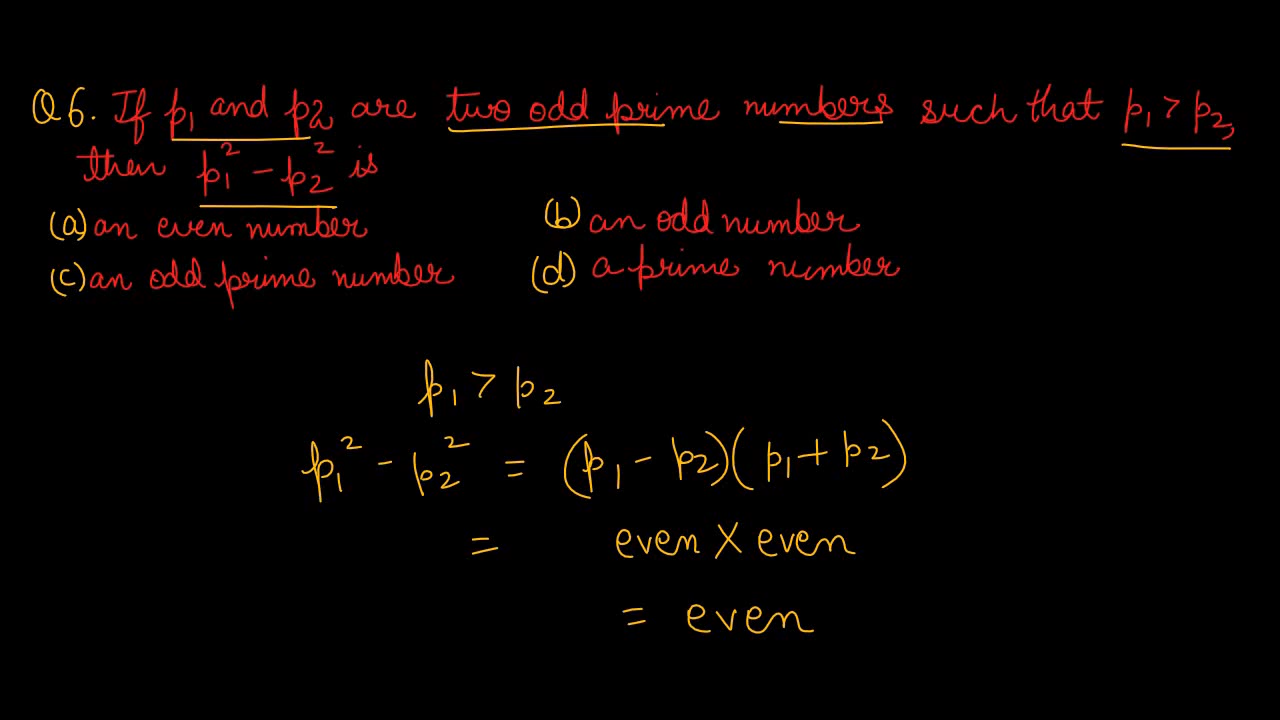 Q6. If p₁ and p₂ are two odd prime numbers such that p₁ > p₂,
then p₁² - p₂² is
(a) an even number (b) an odd number
(c) an odd prime number (d) a prime number
p₁ > p₂
p₁² - p₂² = (p₁ - p₂)(p₁ + p₂)
= even X even
= even